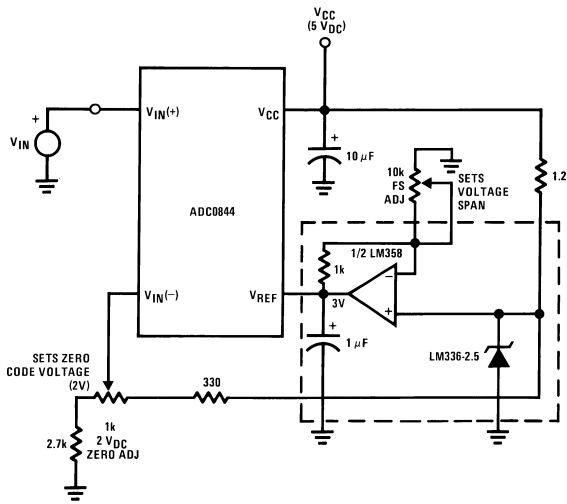 VCC
(5 VDC)
VIN(+)
VCC
+
VIN
+
10 μF
10k
FS
ADJ
SETS
VOLTAGE
SPAN
1.2
ADC0844
1/2 LM358
1k
−
VIN(−)
VREF
3V
+
+
1 μF
LM336-2.5
SETS ZERO
CODE VOLTAGE
(2V)
330
1k
2 VDC
ZERO ADJ
2.7k